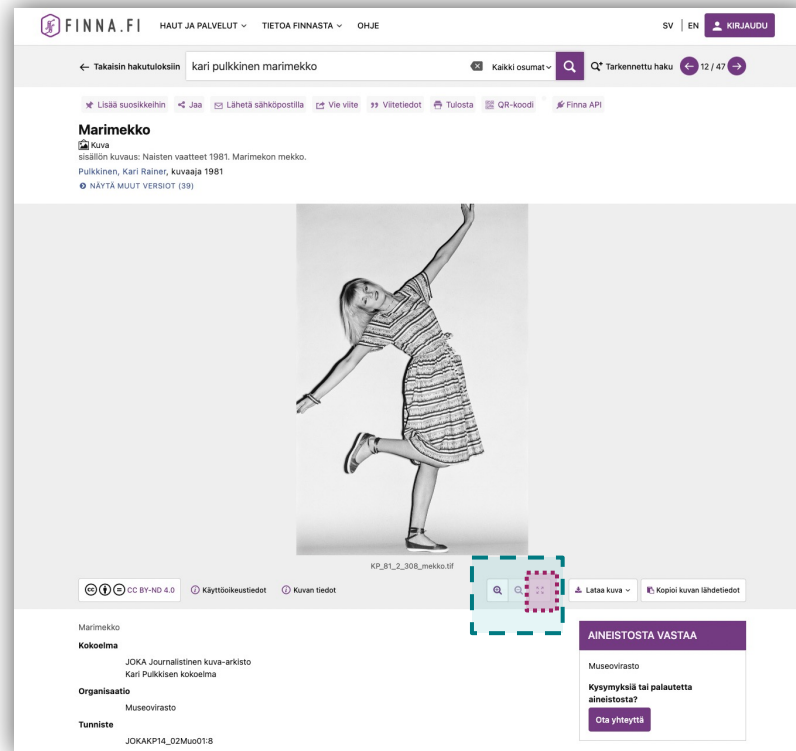 FINNA.FI HAUT JA PALVELUT TIETOA FINNASTA OHJE SV EN KIRJAUDU
Takaisin hakutuloksiin kari pulkkinen marimekko Kaikki osumat Tarkennettu haku 12 / 47
Lisää suosikkeihin Jaa Lähetä sähköpostilla Vie viite Viitetiedot Tulosta QR-koodi Finna API
Marimekko
Kuva
sisällön kuvaus: Naisten vaatteet 1981. Marimekon mekko.
Pulkkinen, Kari Rainer, kuvaaja 1981
NÄYTÄ MUUT VERSIOT (39)
KP_81_2_308_mekko.tif
CC BY-ND 4.0 Käyttöoikeustiedot Kuvan tiedot Lataa kuva Kopioi kuvan lähdetiedot
Marimekko
Kokoelma
JOKA Journalistinen kuva-arkisto
Kari Pulkkisen kokoelma
Organisaatio
Museovirasto
Tunniste
JOKAKP14_02Muo01:8
AINEISTOSTA VASTAA
Museovirasto
Kysymyksiä tai palautetta
aineistosta?
Ota yhteyttä